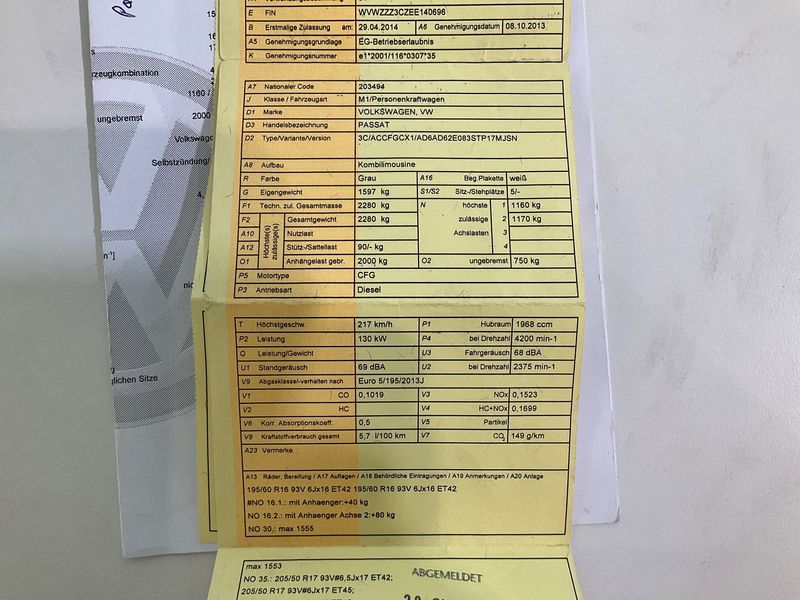 E FIN WVWZZZ3CZEE140696
B Erstmalige Zulassung am: 29.04.2014 A6 Genehmigungsdatum 08.10.2013
A5 Genehmigungsgrundlage EG-Betriebserlaubnis
K Genehmigungsnummer e1*2001/116*0307*35
A7 Nationaler Code 203494
J Klasse / Fahrzeugart M1/Personenkraftwagen
D1 Marke VOLKSWAGEN, VW
D3 Handelsbezeichnung PASSAT
D2 Type/Variante/Version 3C/ACCFGCX1/AD6AD62E083STP17MJSN
A8 Aufbau Kombilimousine
R Farbe Grau A16 Beg.Plakette weiß
G Eigengewicht 1597 kg S1/S2 Sitz-/Stehplätze 5/-
F1 Techn. zul. Gesamtmasse 2280 kg N höchste 1 1160 kg
F2 Höchste(s) zulässige(s) Gesamtgewicht 2280 kg zulässige 2 1170 kg
A10 Nutzlast Achslasten 3
A12 Stütz-/Sattellast 90/- kg 4
O1 Anhängelast gebr. 2000 kg O2 ungebremst 750 kg
P5 Motortype CFG
P3 Antriebsart Diesel
T Höchstgeschw. 217 km/h P1 Hubraum 1968 ccm
P2 Leistung 130 kW P4 bei Drehzahl 4200 min-1
Q Leistung/Gewicht U3 Fahrgeräusch 68 dBA
U1 Standgeräusch 69 dBA U2 bei Drehzahl 2375 min-1
V9 Abgasklasse/-verhalten nach Euro 5/195/2013J
V1 CO 0,1019 V3 NOx 0,1523
V2 HC V4 HC+NOx 0,1699
V6 Korr. Absorptionskoeff. 0,5 V5 Partikel
V8 Kraftstoffverbrauch gesamt 5,7 l/100 km V7 CO2 149 g/km
A23 Vermerke
A13 Räder, Bereifung / A17 Auflagen / A18 Behördliche Eintragungen / A19 Anmerkungen / A20 Anlage
195/60 R16 93V 6Jx16 ET42 195/60 R16 93V 6Jx16 ET42
#NO 16.1.: mit Anhaenger:+40 kg
NO 16.2.: mit Anhaenger Achse 2:+80 kg
NO 30.: max 1555
max 1553
NO 35.: 205/50 R17 93V#6,5Jx17 ET42;
205/50 R17 93V#6Jx17 ET45;
ABGEMELDET
rzeugkombination
1160 /
ungebremst 2000
Volkswage
Selbstzündung/
4,
nic
glichen Sitze